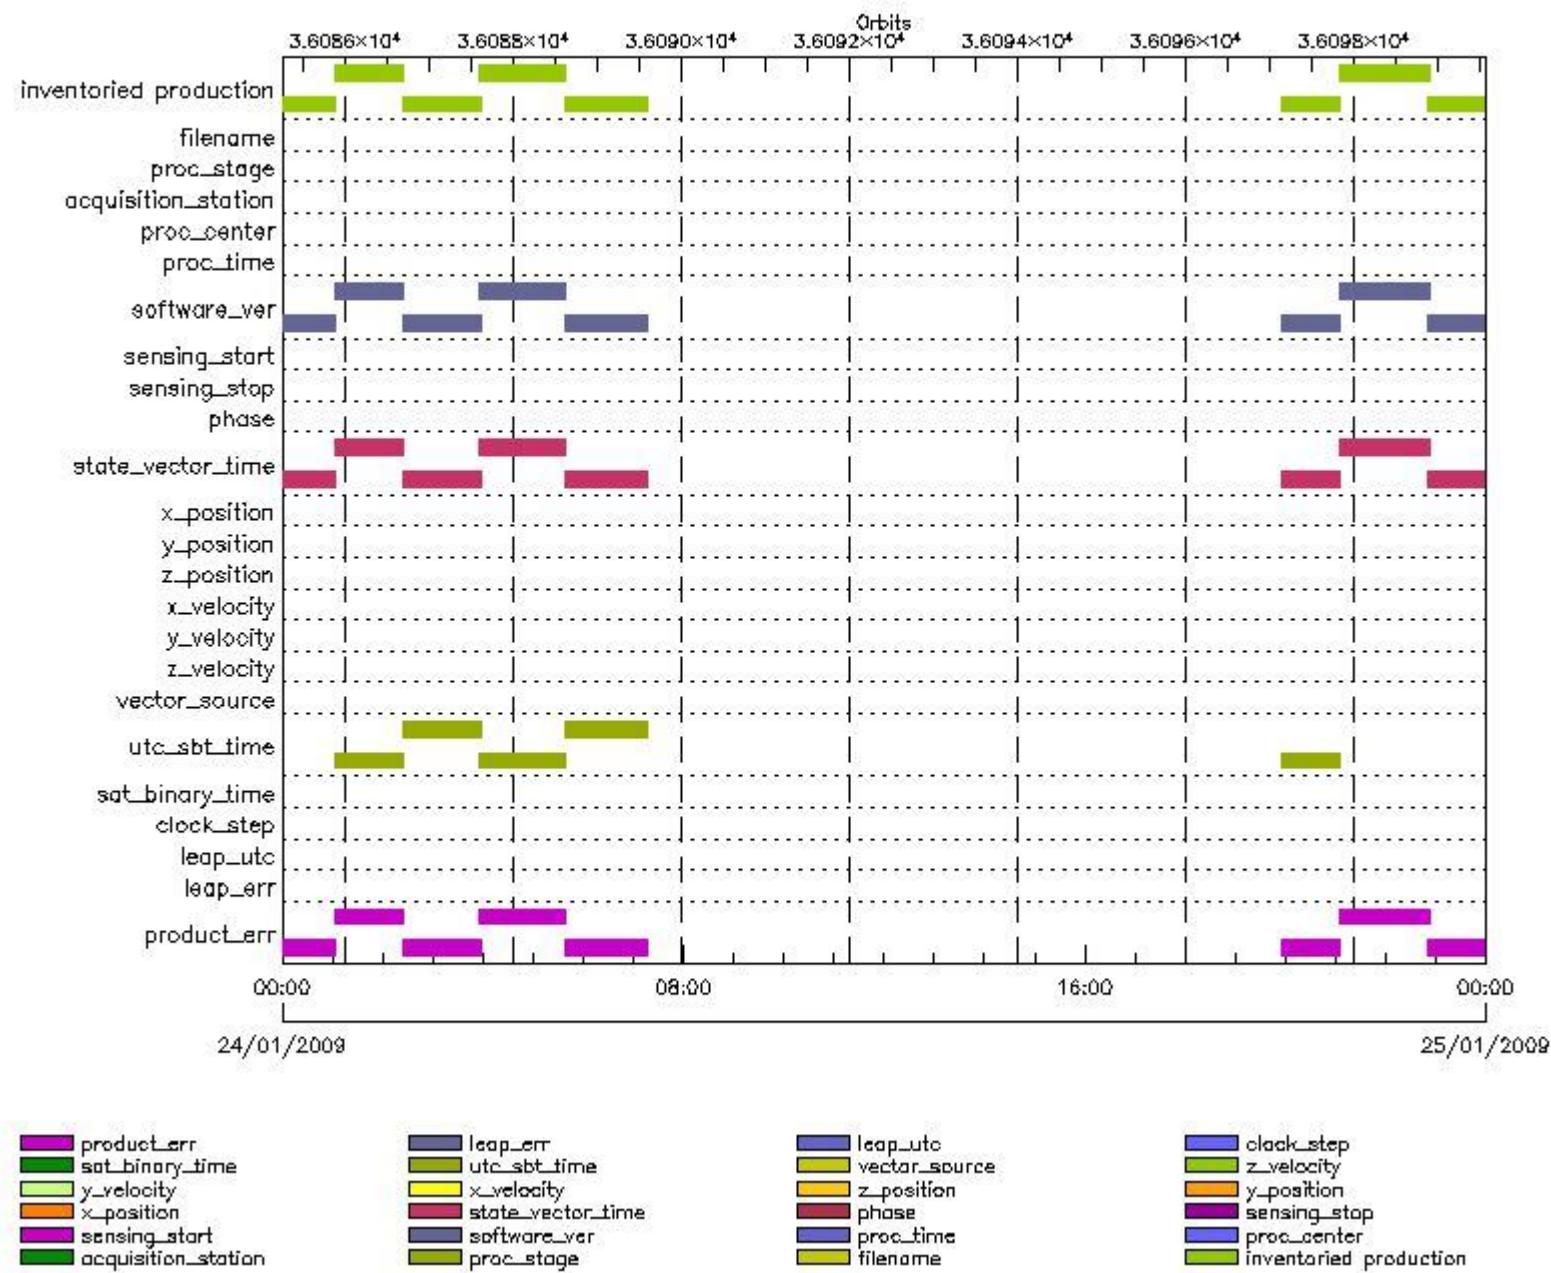 Orbits
3.6086×10⁴ 3.6088×10⁴ 3.6090×10⁴ 3.6092×10⁴ 3.6094×10⁴ 3.6096×10⁴ 3.6098×10⁴
inventoried production
filename
proc_stage
acquisition_station
proc_center
proc_time
software_ver
sensing_start
sensing_stop
phase
state_vector_time
x_position
y_position
z_position
x_velocity
y_velocity
z_velocity
vector_source
utc_sbt_time
sat_binary_time
clock_step
leap_utc
leap_err
product_err
00:00 08:00 16:00 00:00
24/01/2009 25/01/2009
product_err leap_err leap_utc clock_step
sat_binary_time utc_sbt_time vector_source z_velocity
y_velocity x_velocity z_position y_position
x_position state_vector_time phase sensing_stop
sensing_start software_ver proc_time proc_center
acquisition_station proc_stage filename inventoried production